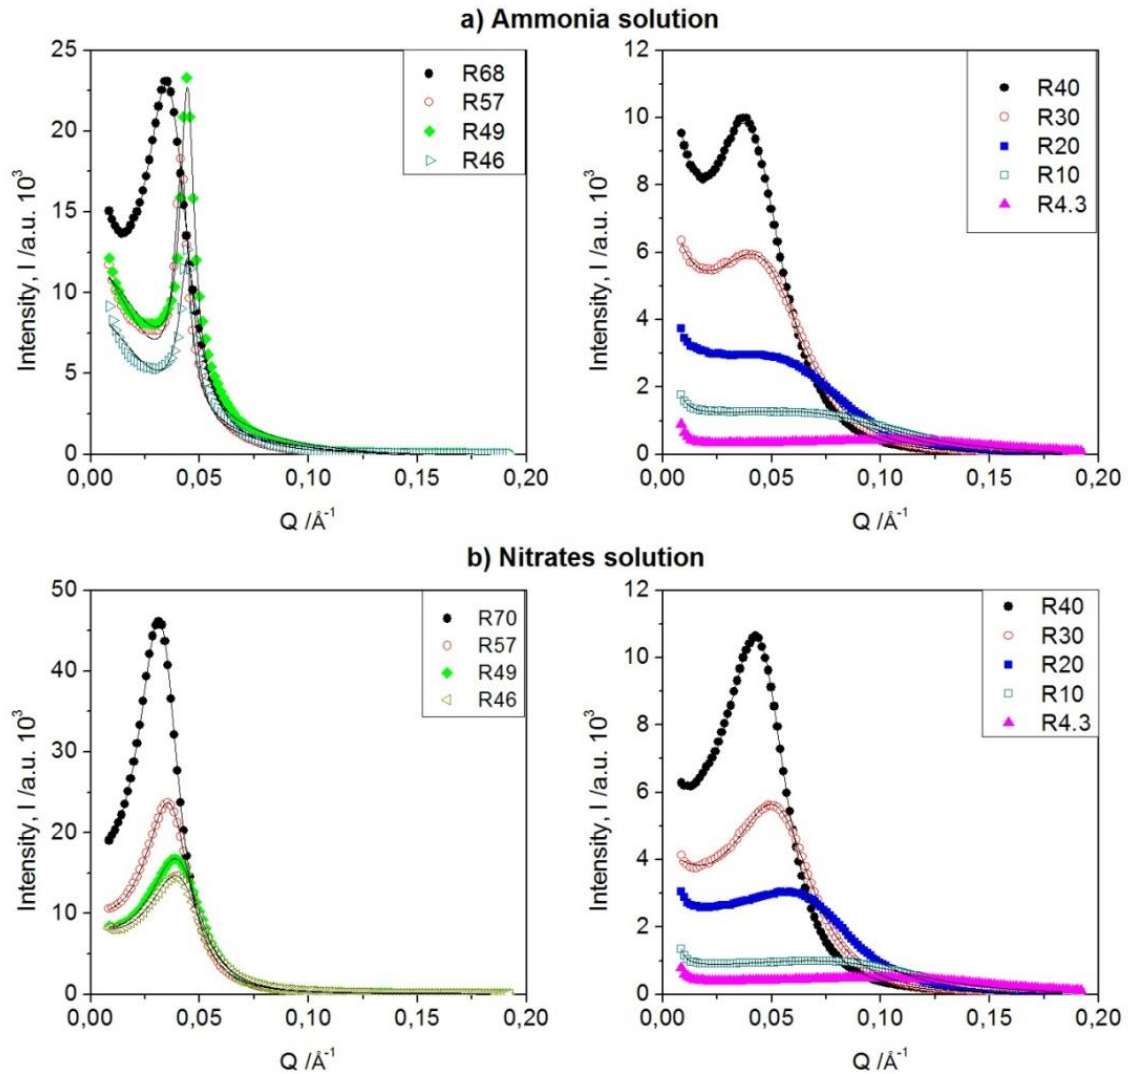 a) Ammonia solution
25
20
15
10
5
0
0,00
0,05
0,10
0,15
0,20
Intensity, I /a.u. 10³
Q /Å⁻¹
R68
R57
R49
R46
12
10
8
6
4
2
0
0,00
0,05
0,10
0,15
0,20
Intensity, I /a.u. 10³
Q /Å⁻¹
R40
R30
R20
R10
R4.3
b) Nitrates solution
50
40
30
20
10
0
0,00
0,05
0,10
0,15
0,20
Intensity, I /a.u. 10³
Q /Å⁻¹
R70
R57
R49
R46
12
10
8
6
4
2
0
0,00
0,05
0,10
0,15
0,20
Intensity, I /a.u. 10³
Q /Å⁻¹
R40
R30
R20
R10
R4.3